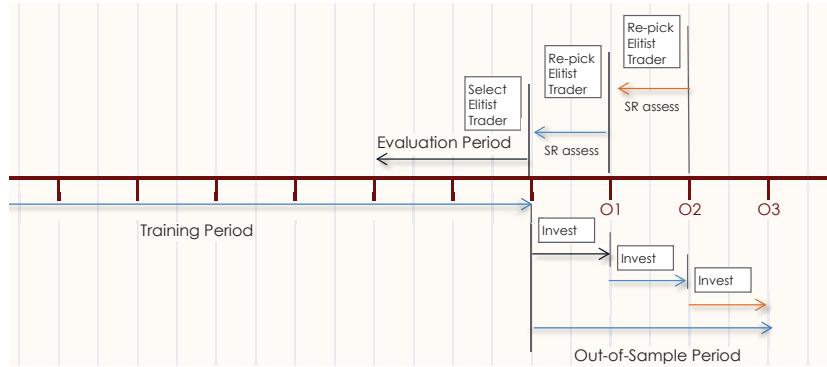 Re-pick
Elitist
Trader
Re-pick
Elitist
Trader
Select
Elitist
Trader
SR assess
Evaluation Period
SR assess
O1
O2
O3
Training Period
Invest
Invest
Invest
Out-of-Sample Period